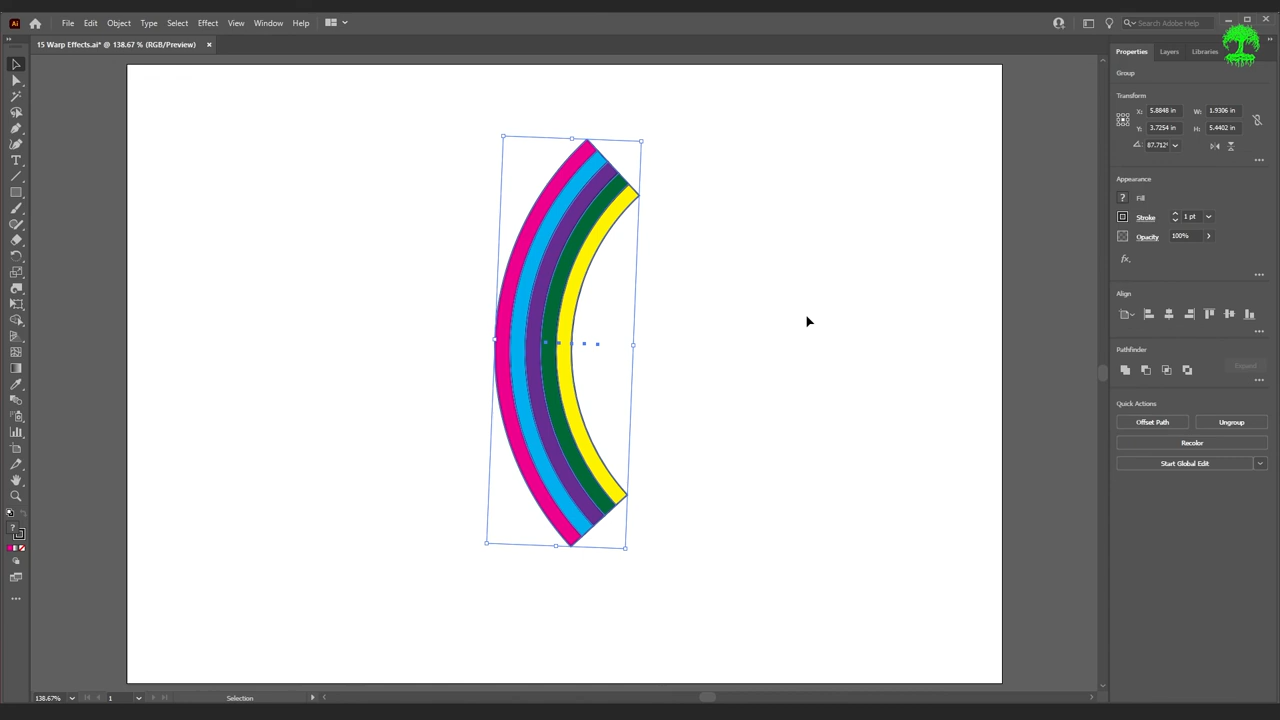 Ai File Edit Object Type Select Effect View Window Help
Search Adobe Help
15 Warp Effects.ai* @ 138.67 % (RGB/Preview) ×
Properties Layers Libraries
Group
Transform
X: 5.8848 in W: 1.9306 in
Y: 3.7254 in H: 5.4402 in
87.712°
Appearance
? Fill
Stroke 1 pt
Opacity 100%
fx.
Align
Pathfinder
Expand
Quick Actions
Offset Path Ungroup
Recolor
Start Global Edit
138.67% 1 Selection